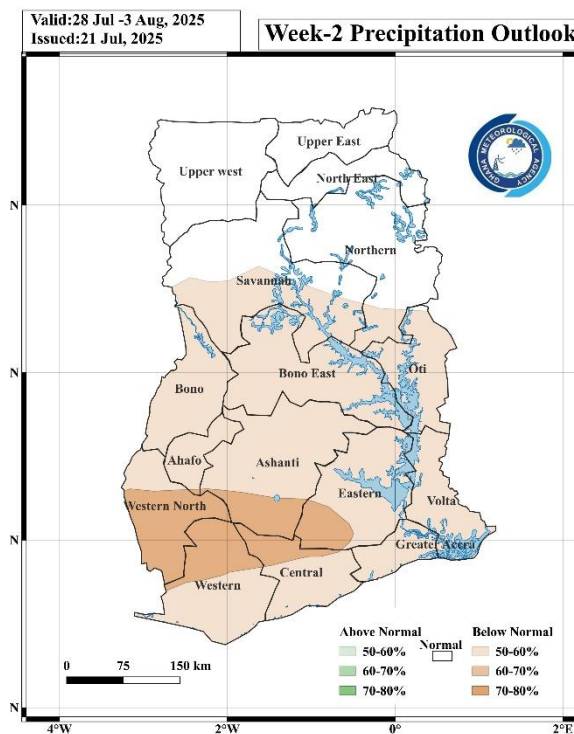 Valid:28 Jul -3 Aug, 2025
Issued:21 Jul, 2025
Week-2 Precipitation Outlook
GHANA METEOROLOGICAL AGENCY
Upper East
Upper west
North East
N
Northern
Savannah
N
Bono East
Oti
Bono
Ahafo
Ashanti
Eastern
Volta
Western North
N
Greater Accra
Central
Western
Above Normal
Normal
Below Normal
50-60%
50-60%
60-70%
60-70%
70-80%
70-80%
0 75 150 km
N
4°W 2°W 0° 2°E